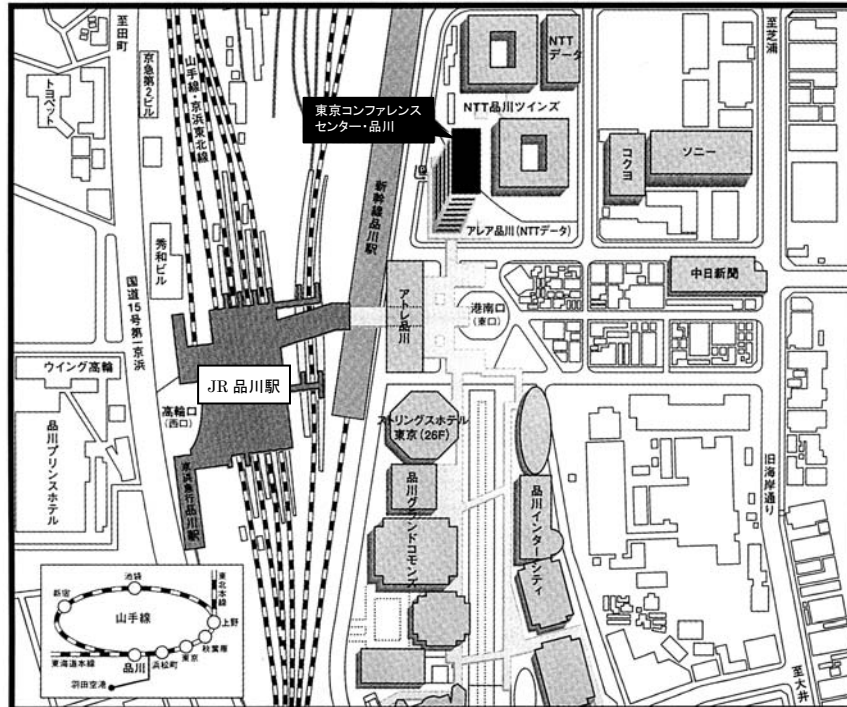 至田町
京急第2ビル
トヨペット
山手線・京浜東北線
NTT
データ
NTT品川ツインズ
東京コンファレンス
センター・品川
至芝浦
コクヨ
ソニー
新幹線品川駅
アレア品川(NTTデータ)
秀和ビル
国道15号第一京浜
アトレ品川
港南口
(東口)
中日新聞
ウイング高輪
JR 品川駅
高輪口
(西口)
品川プリンスホテル
京浜急行品川駅
ストリングスホテル
東京(26F)
品川グランドコモンズ
品川インターシティ
旧海岸通り
至大井
池袋
新宿
東北本線
山手線
上野
秋葉原
東京
浜松町
品川
東海道本線
羽田空港